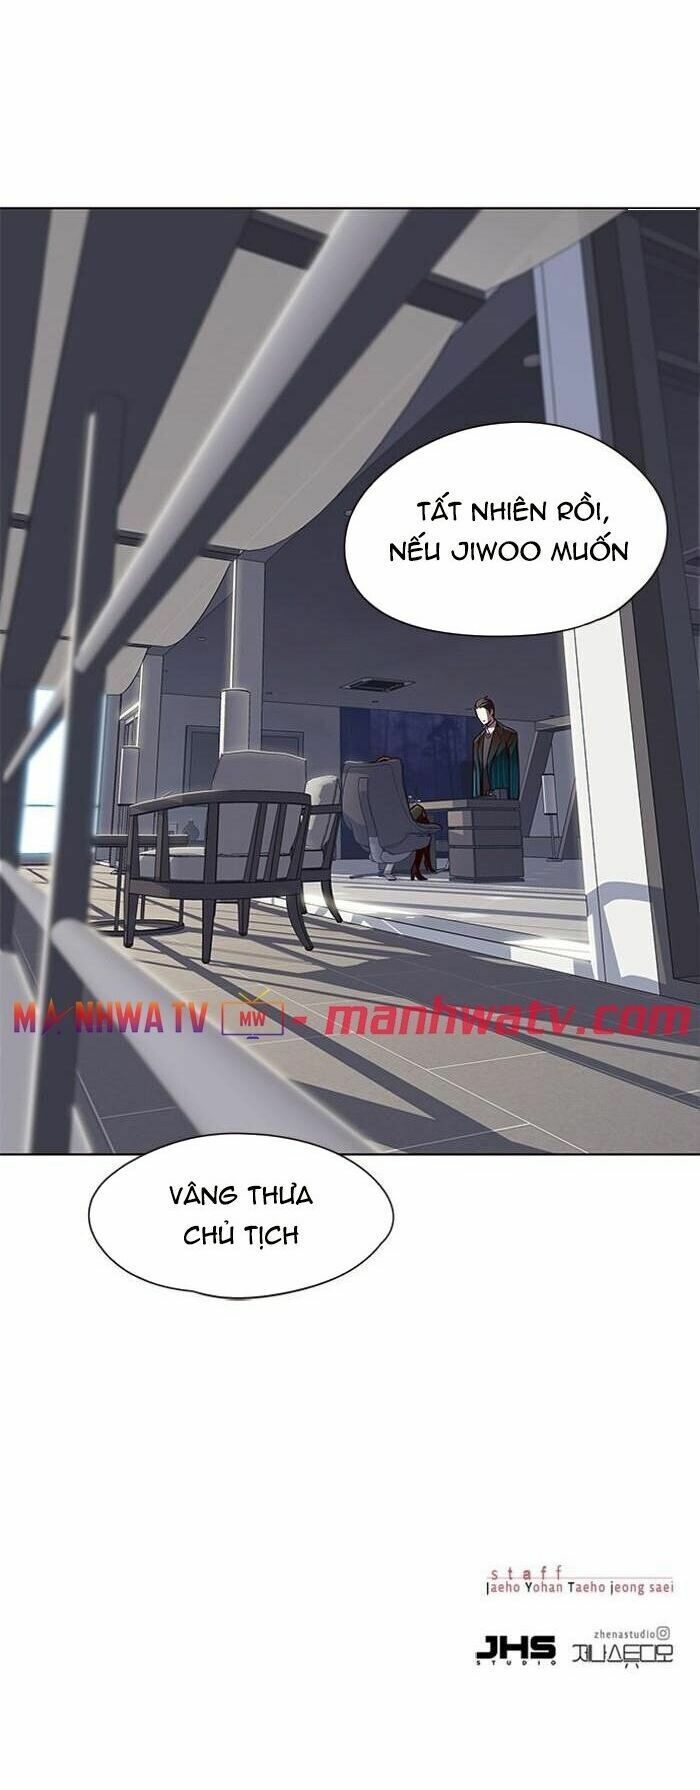 TẤT NHIÊN RỒI,
NẾU JIWOO MUỐN
MANHWA TV MW - manhwatv.com
VÂNG THƯA
CHỦ TỊCH
staff
Jaeho Yohan Taeho jeong saei
zhenastudio
JHS
STUDIO
제나스튜디오